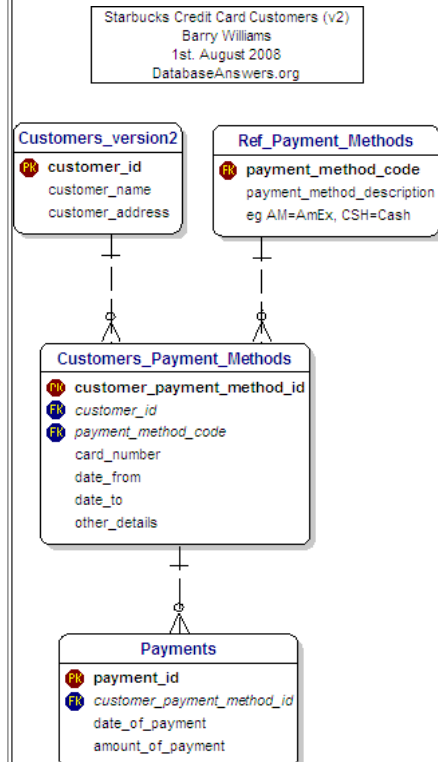 Starbucks Credit Card Customers (v2)
Barry Williams
1st. August 2008
DatabaseAnswers.org
Customers_version2
PK customer_id
customer_name
customer_address
Ref_Payment_Methods
PK payment_method_code
payment_method_description
eg AM=AmEx, CSH=Cash
Customers_Payment_Methods
PK customer_payment_method_id
FK customer_id
FK payment_method_code
card_number
date_from
date_to
other_details
Payments
PK payment_id
FK customer_payment_method_id
date_of_payment
amount_of_payment